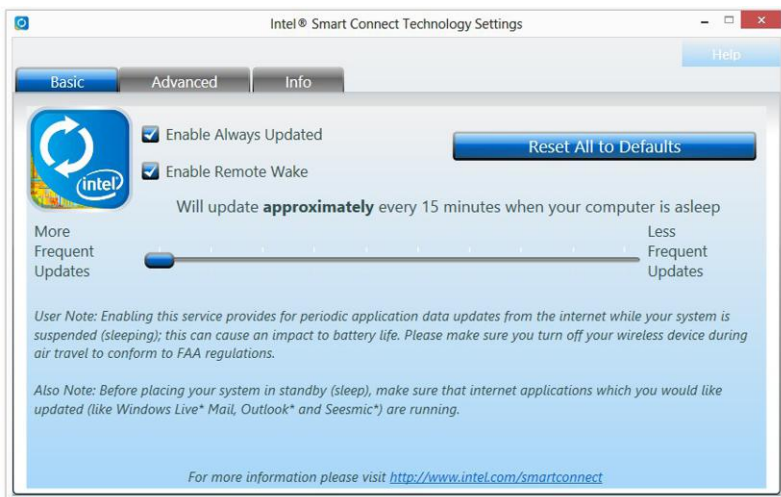 Intel® Smart Connect Technology Settings
Help
Basic
Advanced
Info
Enable Always Updated
Reset All to Defaults
intel
Enable Remote Wake
Will update approximately every 15 minutes when your computer is asleep
More
Frequent
Updates
Less
Frequent
Updates
User Note: Enabling this service provides for periodic application data updates from the internet while your system is
suspended (sleeping); this can cause an impact to battery life. Please make sure you turn off your wireless device during
air travel to conform to FAA regulations.
Also Note: Before placing your system in standby (sleep), make sure that internet applications which you would like
updated (like Windows Live* Mail, Outlook* and Seesmic*) are running.
For more information please visit http://www.intel.com/smartconnect